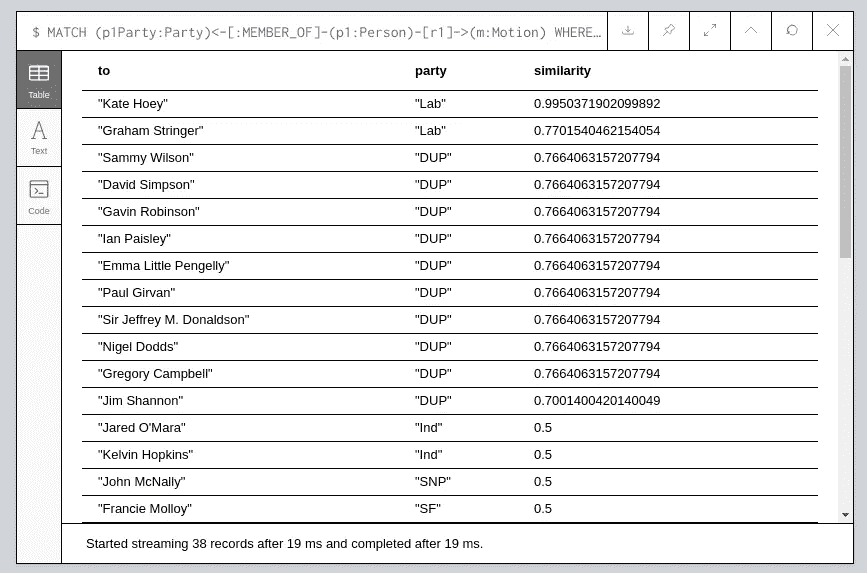 $ MATCH (p1Party:Party)<-[:MEMBER_OF]-(p1:Person)-[r1]->(m:Motion) WHERE…
Table
Text
Code
to party similarity
"Kate Hoey" "Lab" 0.9950371902099892
"Graham Stringer" "Lab" 0.7701540462154054
"Sammy Wilson" "DUP" 0.7664063157207794
"David Simpson" "DUP" 0.7664063157207794
"Gavin Robinson" "DUP" 0.7664063157207794
"Ian Paisley" "DUP" 0.7664063157207794
"Emma Little Pengelly" "DUP" 0.7664063157207794
"Paul Girvan" "DUP" 0.7664063157207794
"Sir Jeffrey M. Donaldson" "DUP" 0.7664063157207794
"Nigel Dodds" "DUP" 0.7664063157207794
"Gregory Campbell" "DUP" 0.7664063157207794
"Jim Shannon" "DUP" 0.7001400420140049
"Jared O'Mara" "Ind" 0.5
"Kelvin Hopkins" "Ind" 0.5
"John McNally" "SNP" 0.5
"Francie Molloy" "SF" 0.5
Started streaming 38 records after 19 ms and completed after 19 ms.